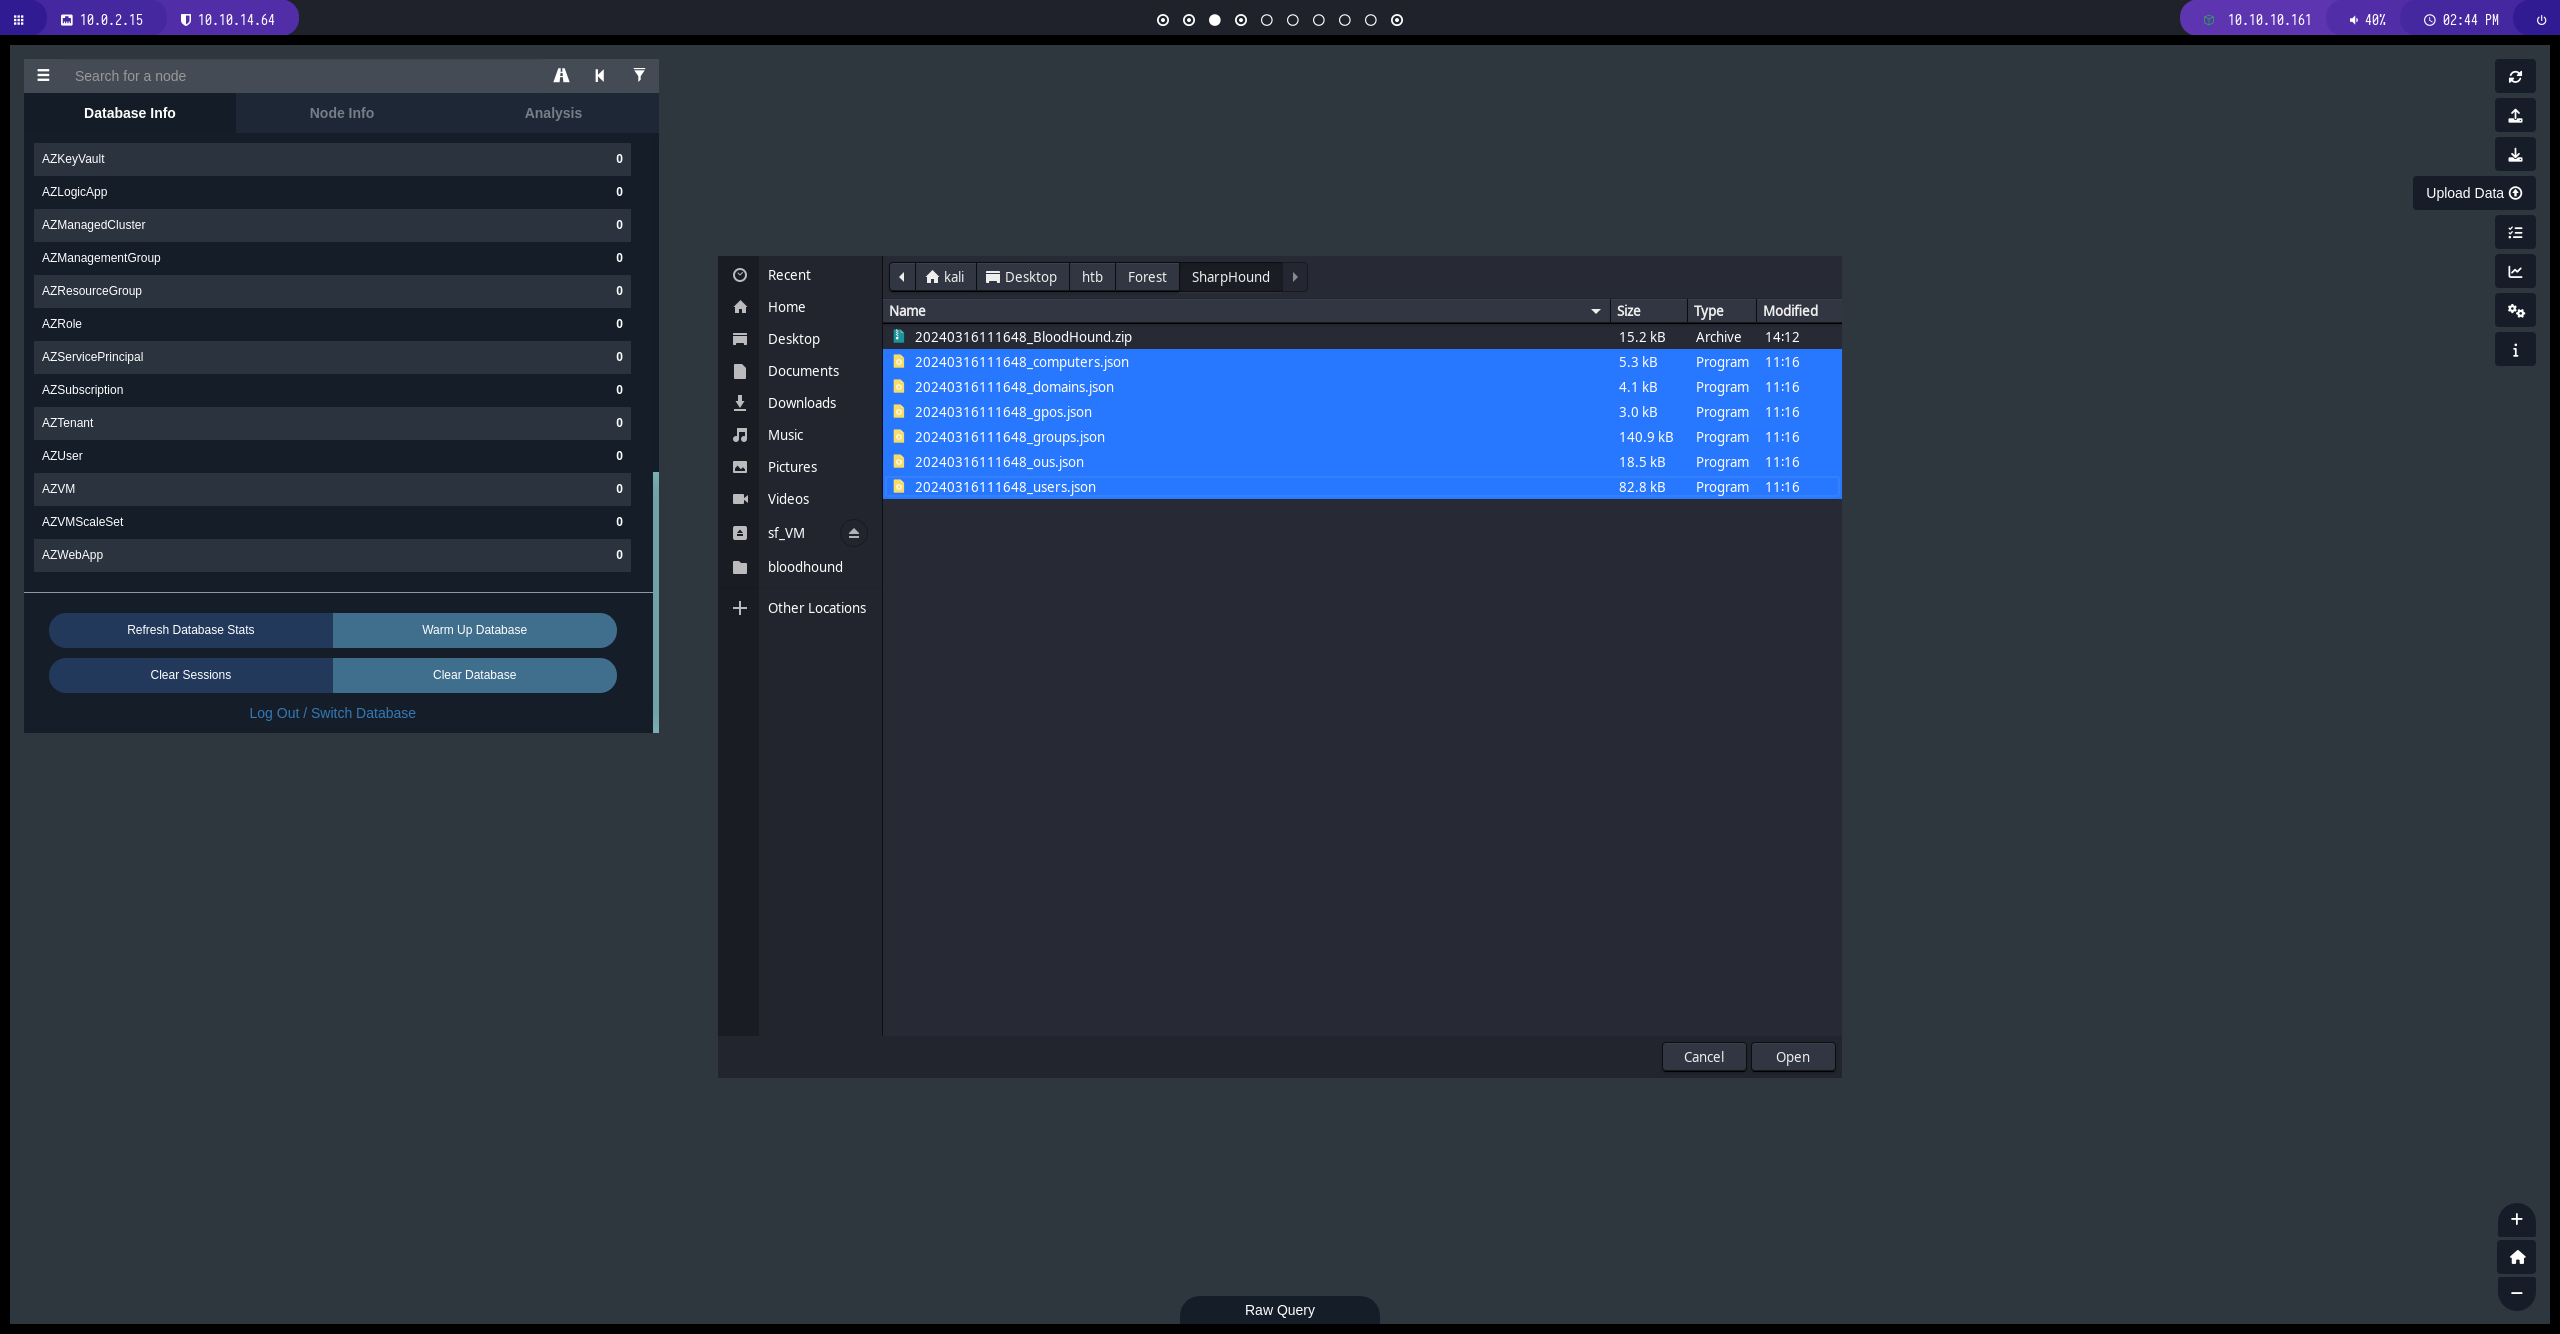 10.0.2.15 10.10.14.64 10.10.10.161 40% 02:44 PM
Search for a node
Database Info Node Info Analysis
AZKeyVault 0
AZLogicApp 0
AZManagedCluster 0
AZManagementGroup 0
AZResourceGroup 0
AZRole 0
AZServicePrincipal 0
AZSubscription 0
AZTenant 0
AZUser 0
AZVM 0
AZVMScaleSet 0
AZWebApp 0
Refresh Database Stats Warm Up Database
Clear Sessions Clear Database
Log Out / Switch Database
Upload Data
Recent
Home
Desktop
Documents
Downloads
Music
Pictures
Videos
sf_VM
bloodhound
Other Locations
kali Desktop htb Forest SharpHound
Name Size Type Modified
20240316111648_BloodHound.zip 15.2 kB Archive 14:12
20240316111648_computers.json 5.3 kB Program 11:16
20240316111648_domains.json 4.1 kB Program 11:16
20240316111648_gpos.json 3.0 kB Program 11:16
20240316111648_groups.json 140.9 kB Program 11:16
20240316111648_ous.json 18.5 kB Program 11:16
20240316111648_users.json 82.8 kB Program 11:16
Cancel Open
Raw Query